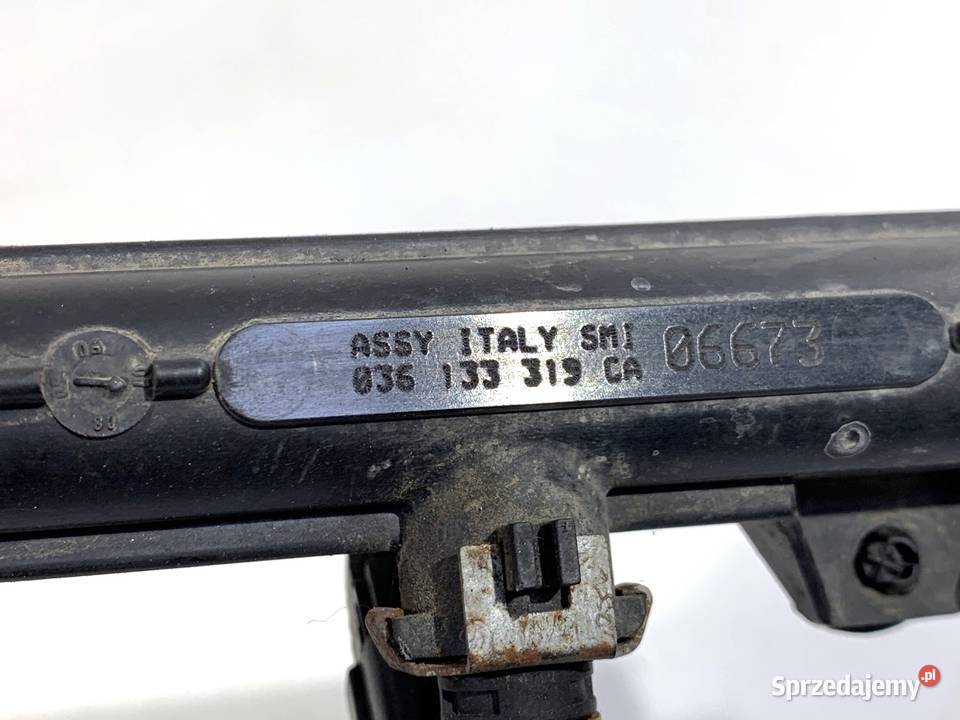 ASSY ITALY SMI 06673
036 133 319 CA
Sprzedajemy.pl